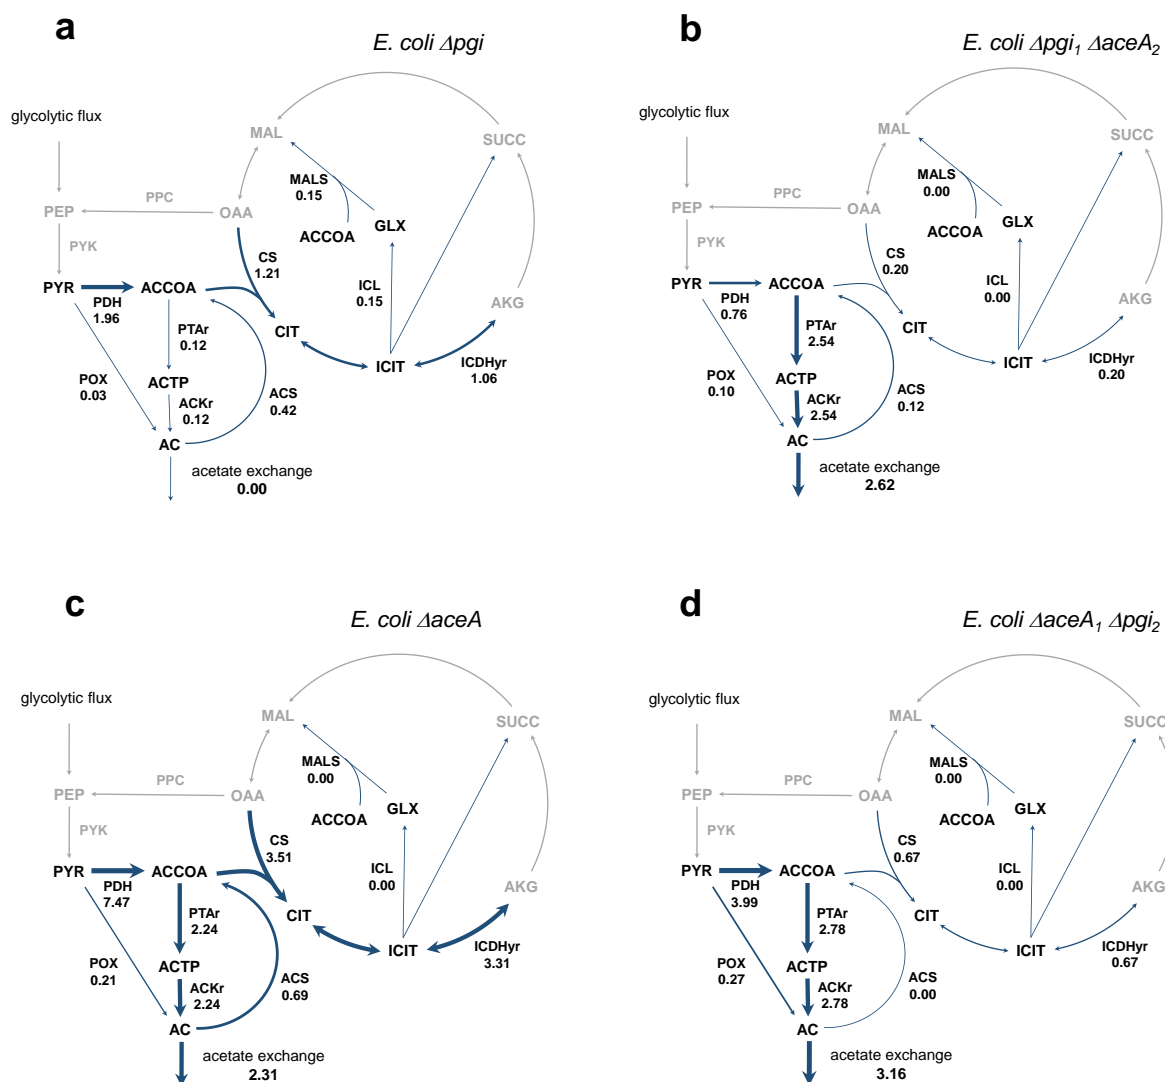 a
E. coli Δpgi
glycolytic flux
MAL
SUCC
MALS
0.15
PPC
PEP
OAA
GLX
ACCOA
PYK
CS
1.21
ICL
0.15
PYR
ACCOA
PDH
1.96
AKG
CIT
PTAr
0.12
ICIT
ICDHyr
1.06
POX
0.03
ACTP
ACS
0.42
ACKr
0.12
AC
acetate exchange
0.00
b
E. coli Δpgi1 ΔaceA2
glycolytic flux
MAL
SUCC
MALS
0.00
PPC
PEP
OAA
GLX
ACCOA
PYK
CS
0.20
ICL
0.00
PYR
ACCOA
PDH
0.76
AKG
CIT
PTAr
2.54
ICIT
ICDHyr
0.20
POX
0.10
ACTP
ACS
0.12
ACKr
2.54
AC
acetate exchange
2.62
c
E. coli ΔaceA
glycolytic flux
MAL
SUCC
MALS
0.00
PPC
PEP
OAA
GLX
ACCOA
PYK
CS
3.51
ICL
0.00
PYR
ACCOA
PDH
7.47
AKG
CIT
PTAr
2.24
ICIT
ICDHyr
3.31
POX
0.21
ACTP
ACS
0.69
ACKr
2.24
AC
acetate exchange
2.31
d
E. coli ΔaceA1 Δpgi2
glycolytic flux
MAL
SUCC
MALS
0.00
PPC
PEP
OAA
GLX
ACCOA
PYK
CS
0.67
ICL
0.00
PYR
ACCOA
PDH
3.99
AKG
CIT
PTAr
2.78
ICIT
ICDHyr
0.67
POX
0.27
ACTP
ACS
0.00
ACKr
2.78
AC
acetate exchange
3.16